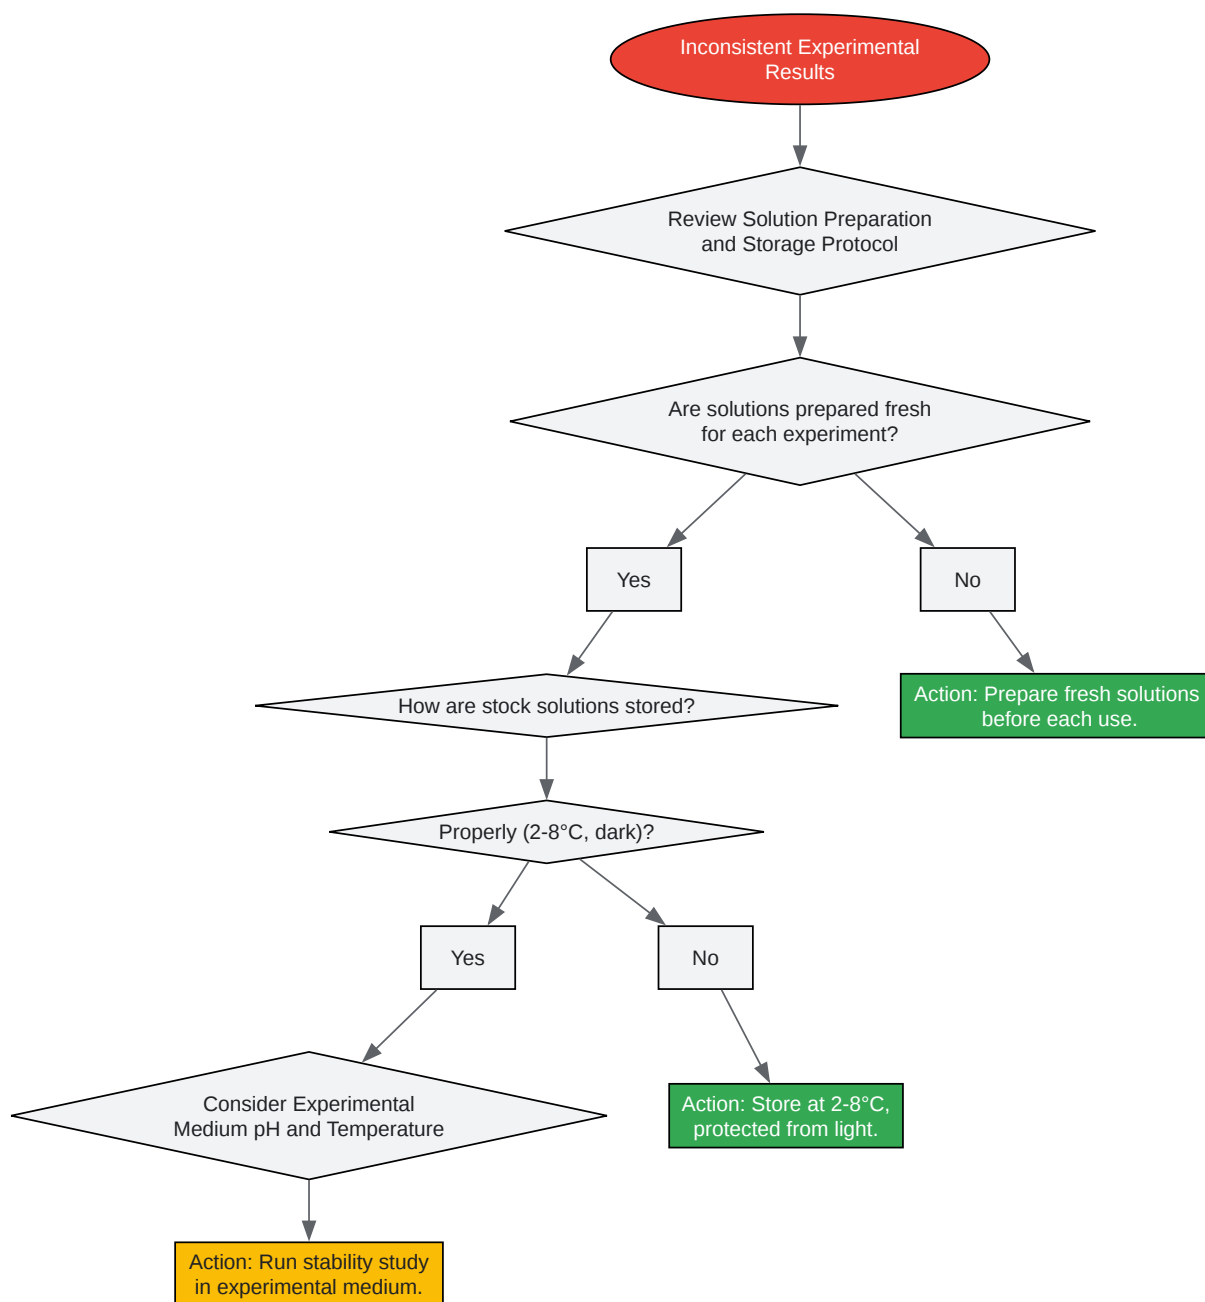 Inconsistent Experimental
Results
Review Solution Preparation
and Storage Protocol
Are solutions prepared fresh
for each experiment?
Yes
No
Action: Prepare fresh solutions
before each use.
How are stock solutions stored?
Properly (2-8°C, dark)?
Yes
No
Consider Experimental
Medium pH and Temperature
Action: Store at 2-8°C,
protected from light.
Action: Run stability study
in experimental medium.